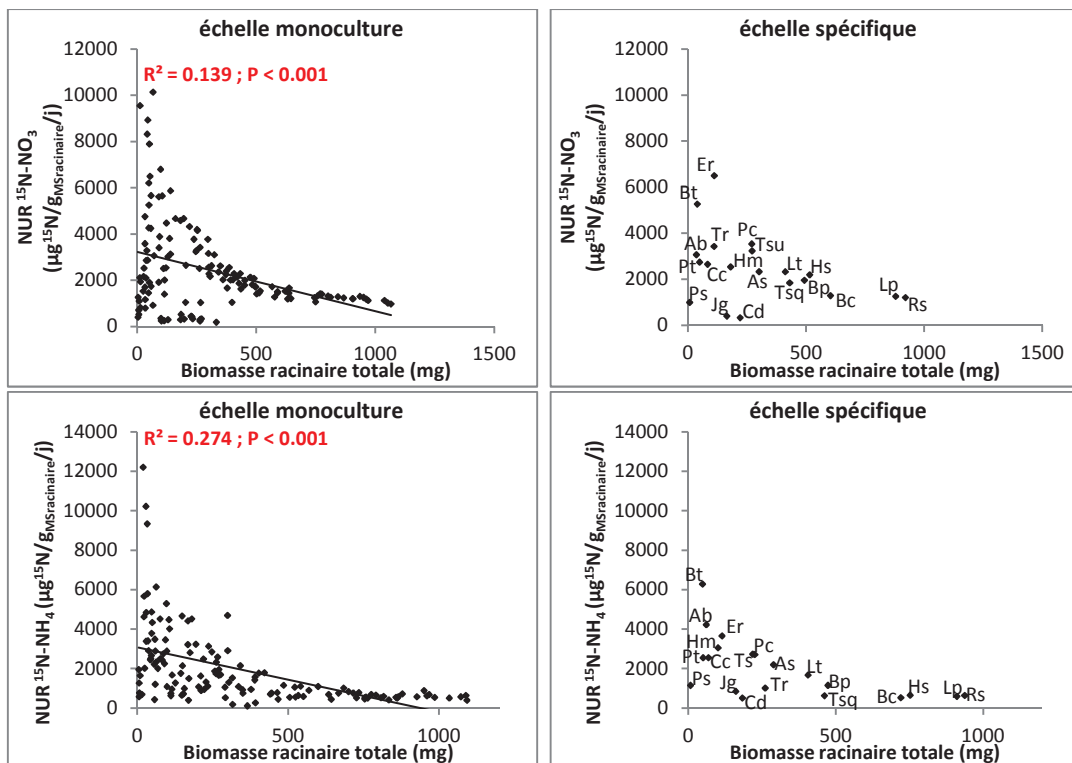 échelle monoculture
R² = 0.139 ; P < 0.001
NUR ¹⁵N-NO₃
(µg¹⁵N/gMSracinaire/j)
12000
10000
8000
6000
4000
2000
0
0 500 1000 1500
Biomasse racinaire totale (mg)
échelle spécifique
NUR ¹⁵N-NO₃
(µg¹⁵N/gMSracinaire/j)
12000
10000
8000
6000
4000
2000
0
Er
Bt
Tr Pc
Ab Tsu
Pt Cc Hm As Lt Hs
Tsq Bp
Ps Jg Cd Bc Lp Rs
0 500 1000 1500
Biomasse racinaire totale (mg)
échelle monoculture
R² = 0.274 ; P < 0.001
NUR ¹⁵N-NH₄ (µg¹⁵N/gMSracinaire/j)
14000
12000
10000
8000
6000
4000
2000
0
0 500 1000
Biomasse racinaire totale (mg)
échelle spécifique
NUR ¹⁵N-NH₄ (µg¹⁵N/gMSracinaire/j)
14000
12000
10000
8000
6000
4000
2000
0
Bt
Ab Er
Hm Pc
Pt Cc Ts As Lt
Ps Jg Tr Bp Hs Lp Rs
Cd Tsq Bc
0 500 1000
Biomasse racinaire totale (mg)